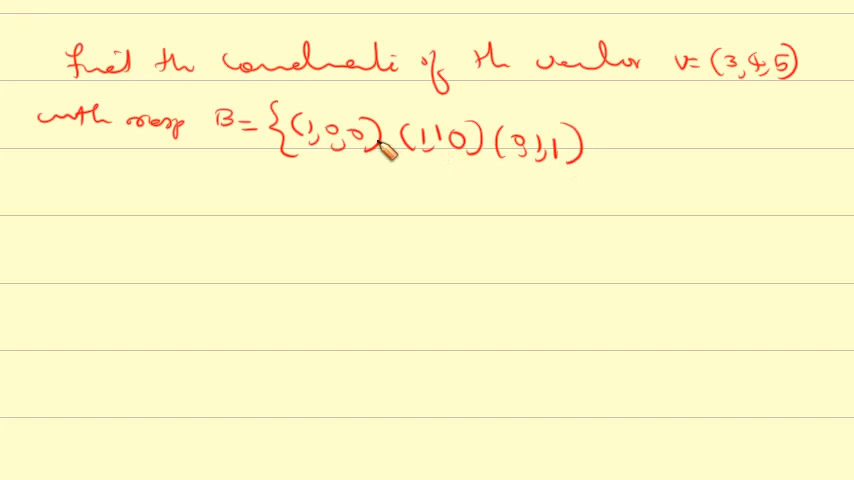 Find the coordinate of the vector v=(3,4,5)
with resp B={(1,0,0),(1,1,0)(0,1,1)